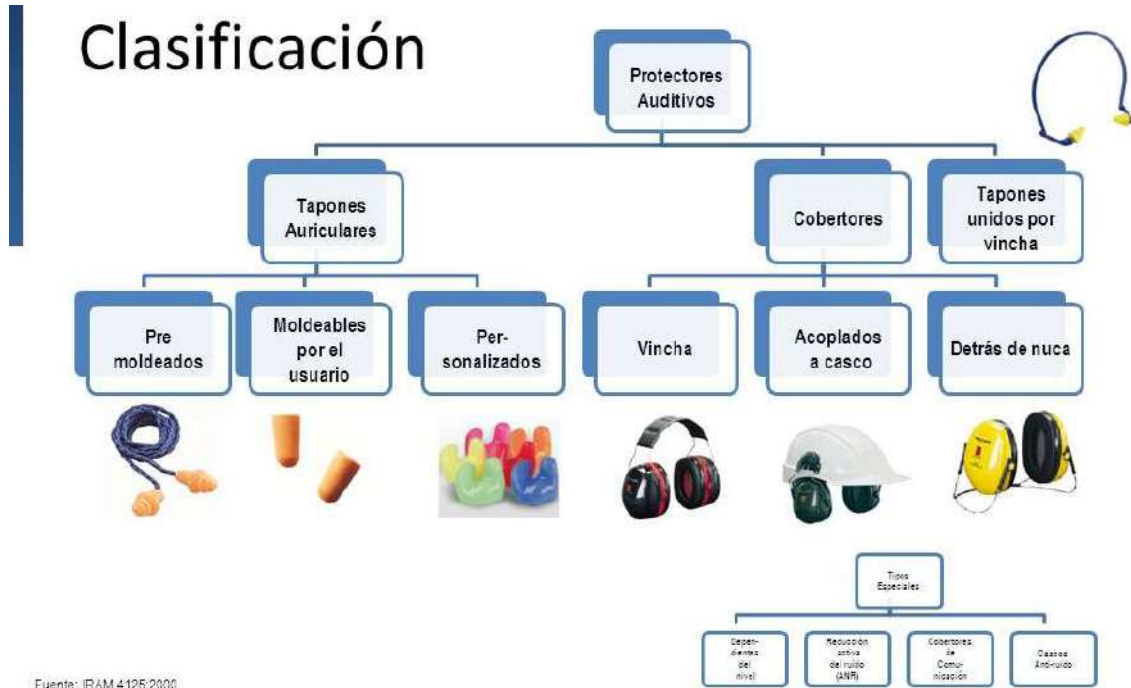 Clasificación
Protectores
Auditivos
Tapones
Auriculares
Cobertores
Tapones
unidos por
vincha
Pre
moldeados
Moldeables
por el
usuario
Per-
sonalizados
Vincha
Acoplados
a casco
Detrás de nuca
Tipos
Especiales
Depen-
dientes
del
nivel
Reducción
activa
del ruido
(ANR)
Cobertores
de
Comu-
nicación
Cascos
Anti-ruido
Fuente: IRAM 4125:2000